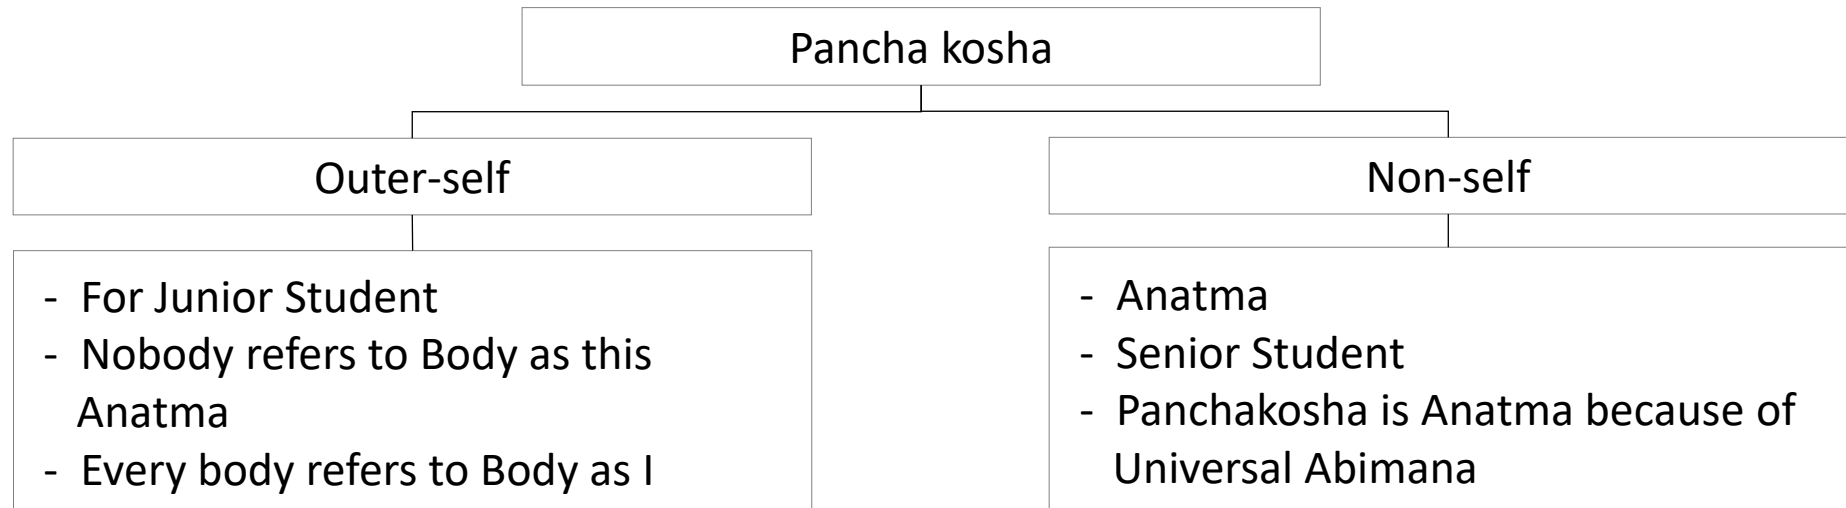 Pancha kosha
Outer-self
Non-self
- For Junior Student
- Nobody refers to Body as this
Anatma
- Every body refers to Body as I
- Anatma
- Senior Student
- Panchakosha is Anatma because of
Universal Abimana